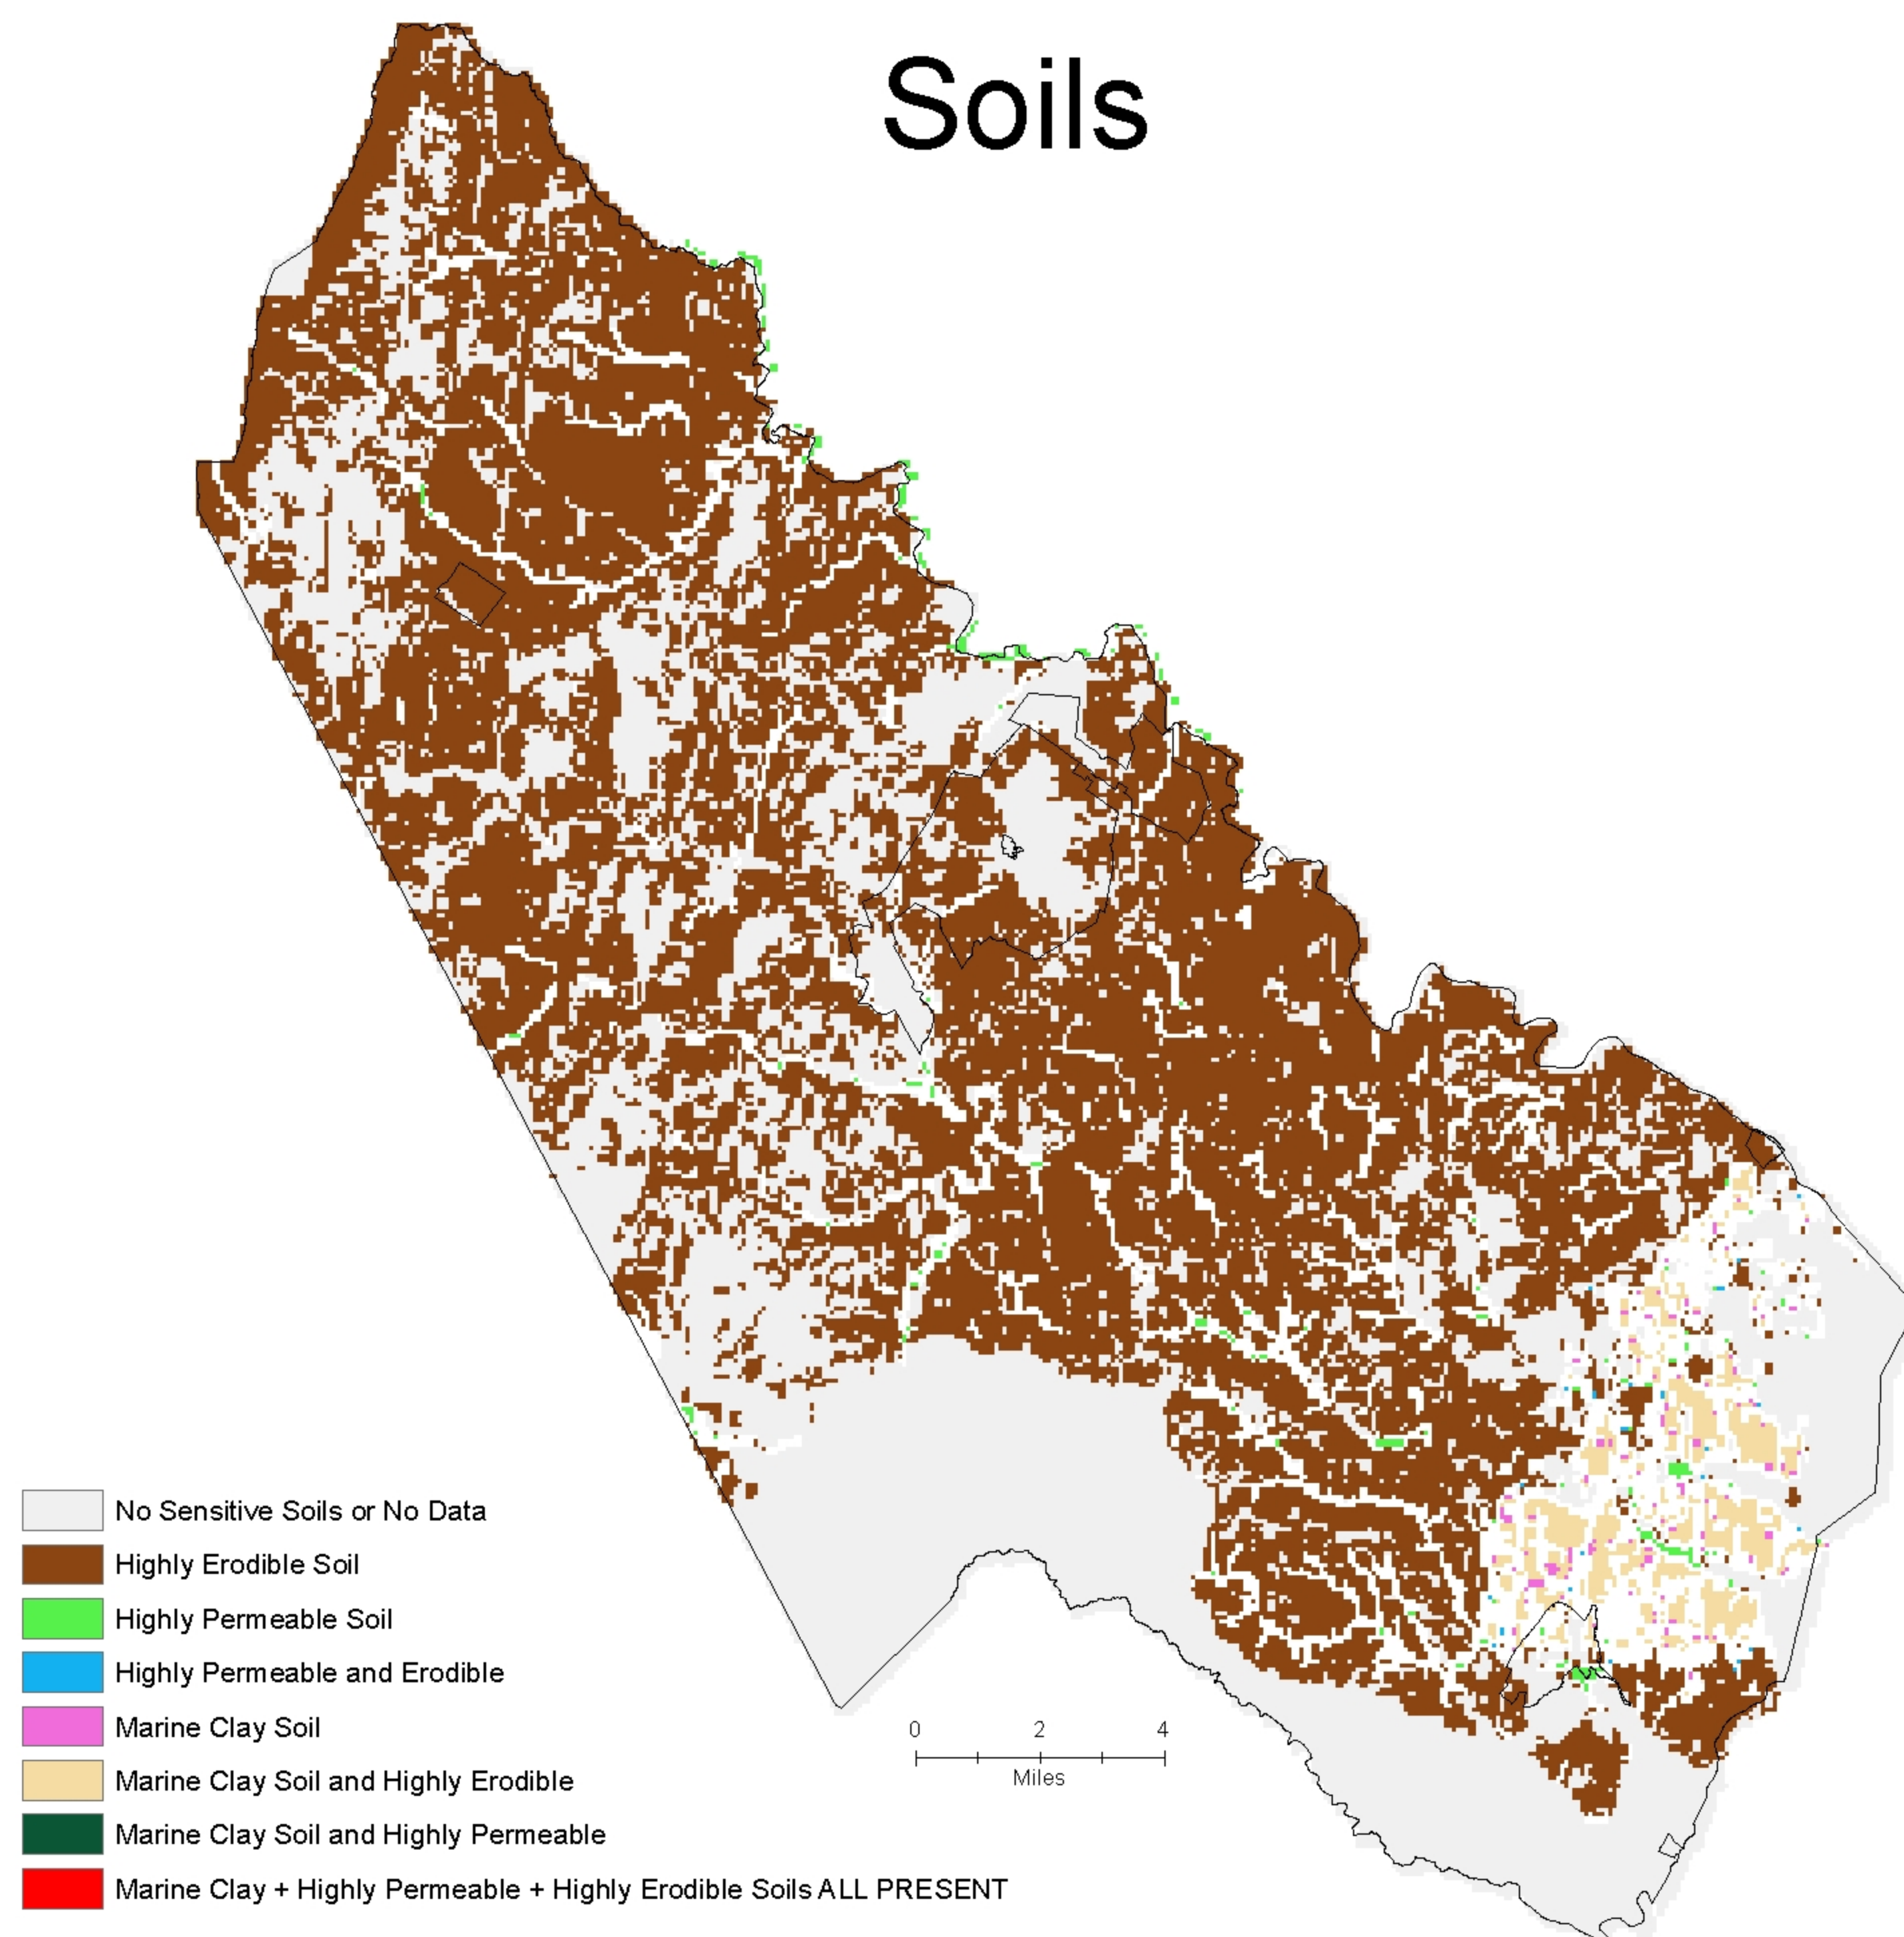 Soils
No Sensitive Soils or No Data
Highly Erodible Soil
Highly Permeable Soil
Highly Permeable and Erodible
Marine Clay Soil
Marine Clay Soil and Highly Erodible
Marine Clay Soil and Highly Permeable
Marine Clay + Highly Permeable + Highly Erodible Soils ALL PRESENT
0 2 4
Miles